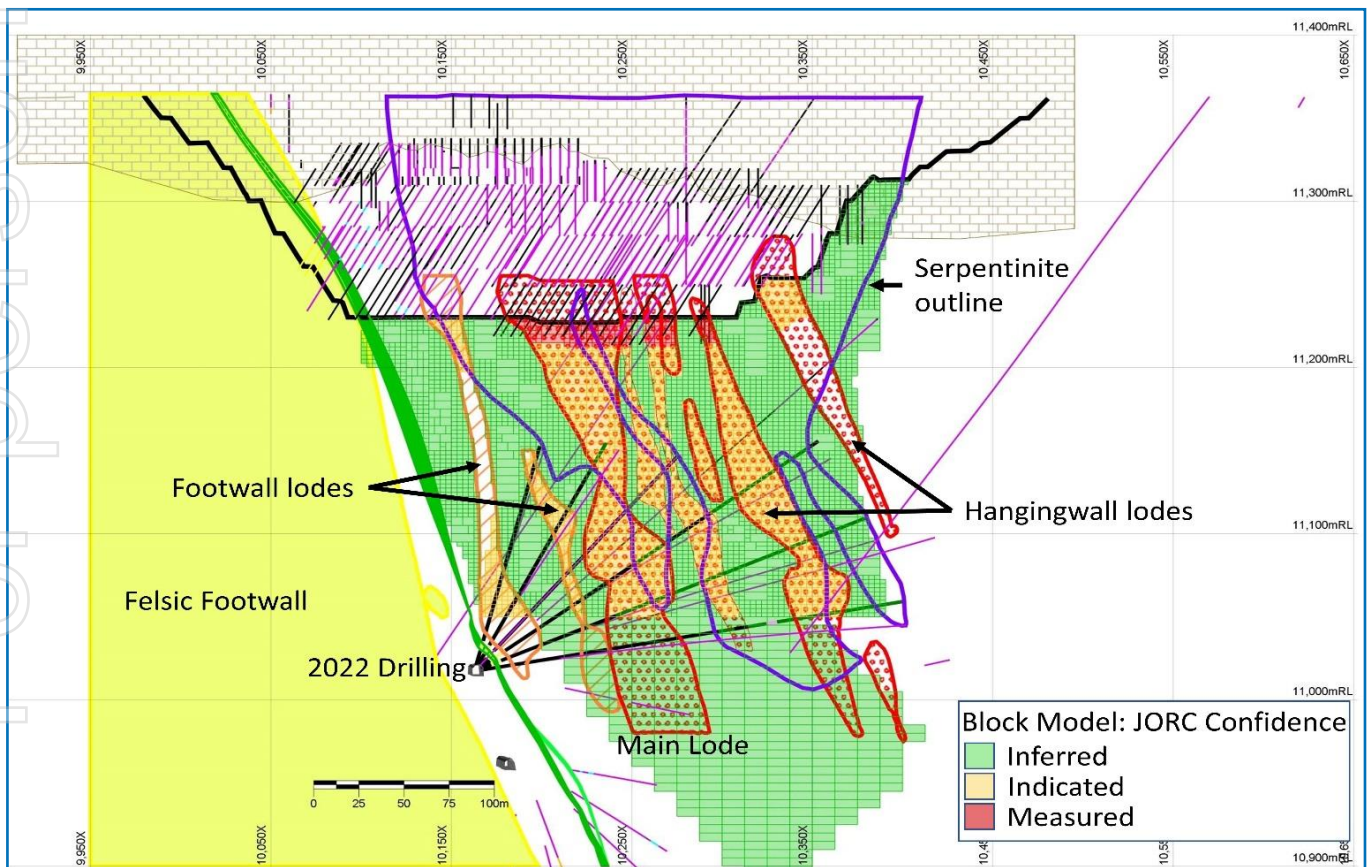 11,400mRL
9,950X
10,050X
10,150X
10,250X
10,350X
10,450X
10,550X
10,650X
11,300mRL
Serpentinite
outline
11,200mRL
Footwall lodes
Hangingwall lodes
11,100mRL
Felsic Footwall
2022 Drilling
11,000mRL
Main Lode
Block Model: JORC Confidence
Inferred
Indicated
Measured
0 25 50 75 100m
9,950X
10,050X
10,150X
10,250X
10,350X
10,900mRL